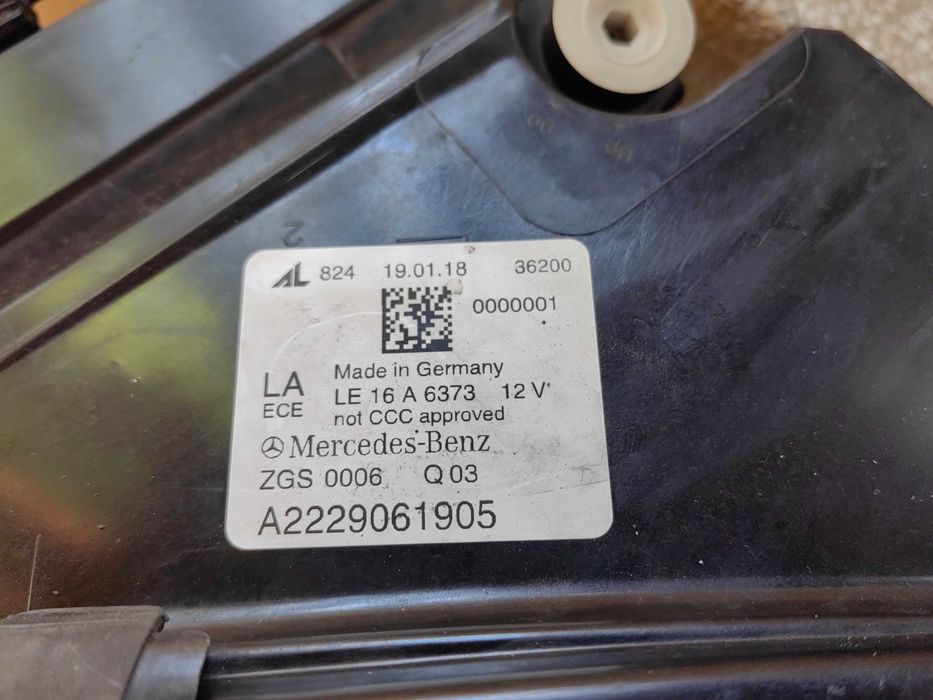 2
AL 824 19.01.18 36200
0000001
Made in Germany
LA LE 16 A 6373 12 V
ECE not CCC approved
Mercedes-Benz
ZGS 0006 Q 03
A2229061905